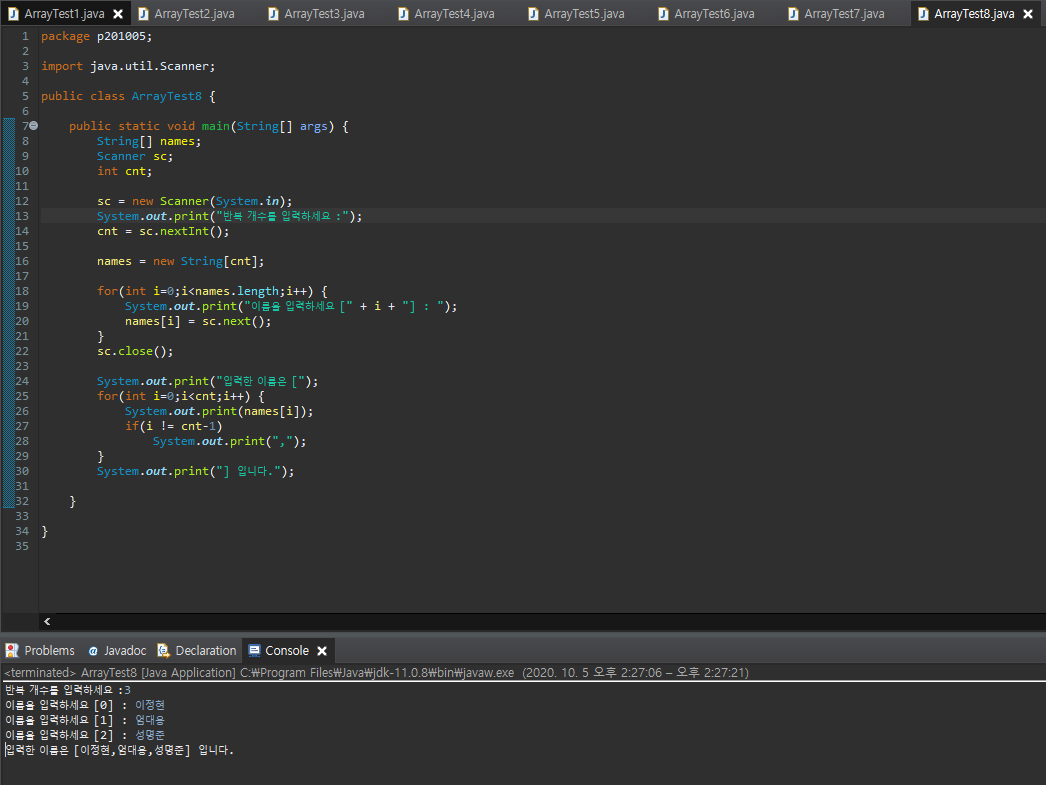 ArrayTest1.java ArrayTest2.java ArrayTest3.java ArrayTest4.java ArrayTest5.java ArrayTest6.java ArrayTest7.java ArrayTest8.java
1 package p201005;
2
3 import java.util.Scanner;
4
5 public class ArrayTest8 {
6
7 public static void main(String[] args) {
8 String[] names;
9 Scanner sc;
10 int cnt;
11
12 sc = new Scanner(System.in);
13 System.out.print("반복 개수를 입력하세요 :");
14 cnt = sc.nextInt();
15
16 names = new String[cnt];
17
18 for(int i=0;i<names.length;i++) {
19 System.out.print("이름을 입력하세요 [" + i + "] : ");
20 names[i] = sc.next();
21 }
22 sc.close();
23
24 System.out.print("입력한 이름은 [");
25 for(int i=0;i<cnt;i++) {
26 System.out.print(names[i]);
27 if(i != cnt-1)
28 System.out.print(",");
29 }
30 System.out.print("] 입니다.");
31
32 }
33
34 }
35
Problems @ Javadoc Declaration Console
<terminated> ArrayTest8 [Java Application] C:₩Program Files₩Java₩jdk-11.0.8₩bin₩javaw.exe (2020. 10. 5 오후 2:27:06 – 오후 2:27:21)
반복 개수를 입력하세요 :3
이름을 입력하세요 [0] : 이정현
이름을 입력하세요 [1] : 엄대용
이름을 입력하세요 [2] : 성명준
입력한 이름은 [이정현,엄대용,성명준] 입니다.